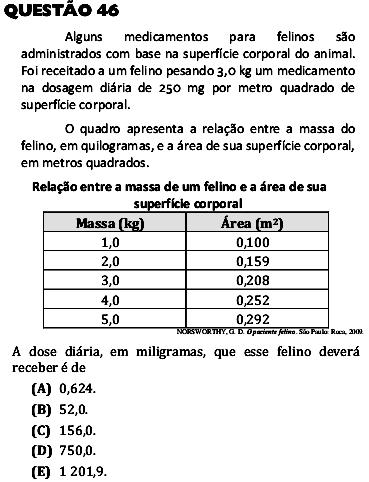 QUESTÃO 46
Alguns medicamentos para felinos são
administrados com base na superfície corporal do animal.
Foi receitado a um felino pesando 3,0 kg um medicamento
na dosagem diária de 250 mg por metro quadrado de
superfície corporal.
O quadro apresenta a relação entre a massa do
felino, em quilogramas, e a área de sua superfície corporal,
em metros quadrados.
Relação entre a massa de um felino e a área de sua
superfície corporal
Massa (kg) Área (m²)
1,0 0,100
2,0 0,159
3,0 0,208
4,0 0,252
5,0 0,292
NORSWORTHY, G. D. O paciente felino. São Paulo: Roca, 2009.
A dose diária, em miligramas, que esse felino deverá
receber é de
(A) 0,624.
(B) 52,0.
(C) 156,0.
(D) 750,0.
(E) 1 201,9.